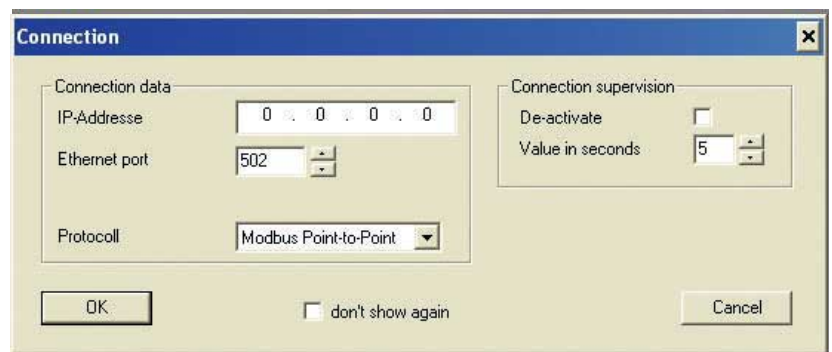 Connection
Connection data
IP-Addresse 0 . 0 . 0 . 0
Ethernet port 502
Protocoll Modbus Point-to-Point
Connection supervision
De-activate
Value in seconds 5
OK
don't show again
Cancel